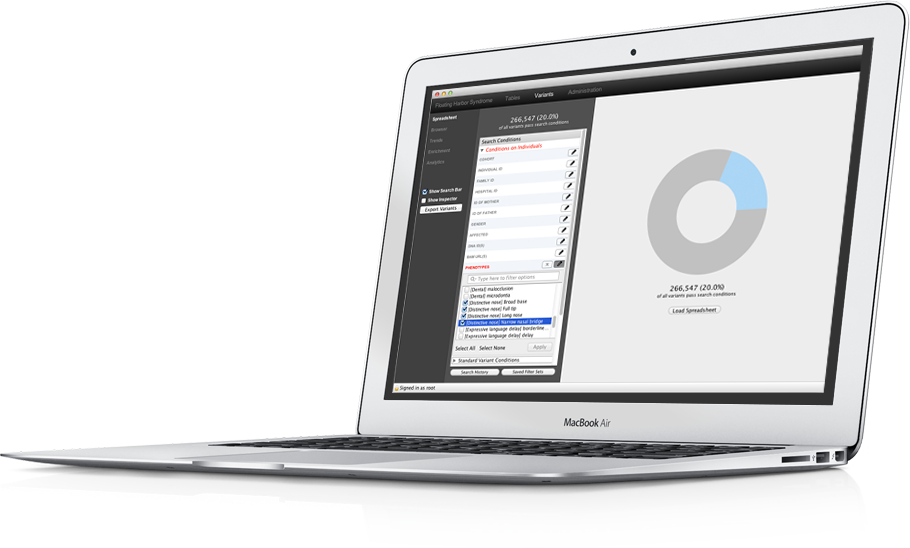 Floating Harbor Syndrome Tables Variants Administration
Spreadsheet
Browser
Trends
Enrichment
Analytics
Show Search Bar
Show Inspector
Export Variants
266,547 (20.0%)
of all variants pass search conditions
Search Conditions
Conditions on Individuals
COHORT
INDIVIDUAL ID
FAMILY ID
HOSPITAL ID
ID OF MOTHER
ID OF FATHER
GENDER
AFFECTED
DNA ID(S)
BAM URL(S)
PHENOTYPES
Type here to filter options
[Dental] malocclusion
[Dental] microdontia
[Distinctive nose] Broad base
[Distinctive nose] Full tip
[Distinctive nose] Long nose
[Distinctive nose] Narrow nasal bridge
[Expressive language delay] borderline...
[Expressive language delay] delay
Select All Select None Apply
Standard Variant Conditions
Search History Saved Filter Sets
Signed in as root
266,547 (20.0%)
of all variants pass search conditions
Load Spreadsheet
MacBook Air